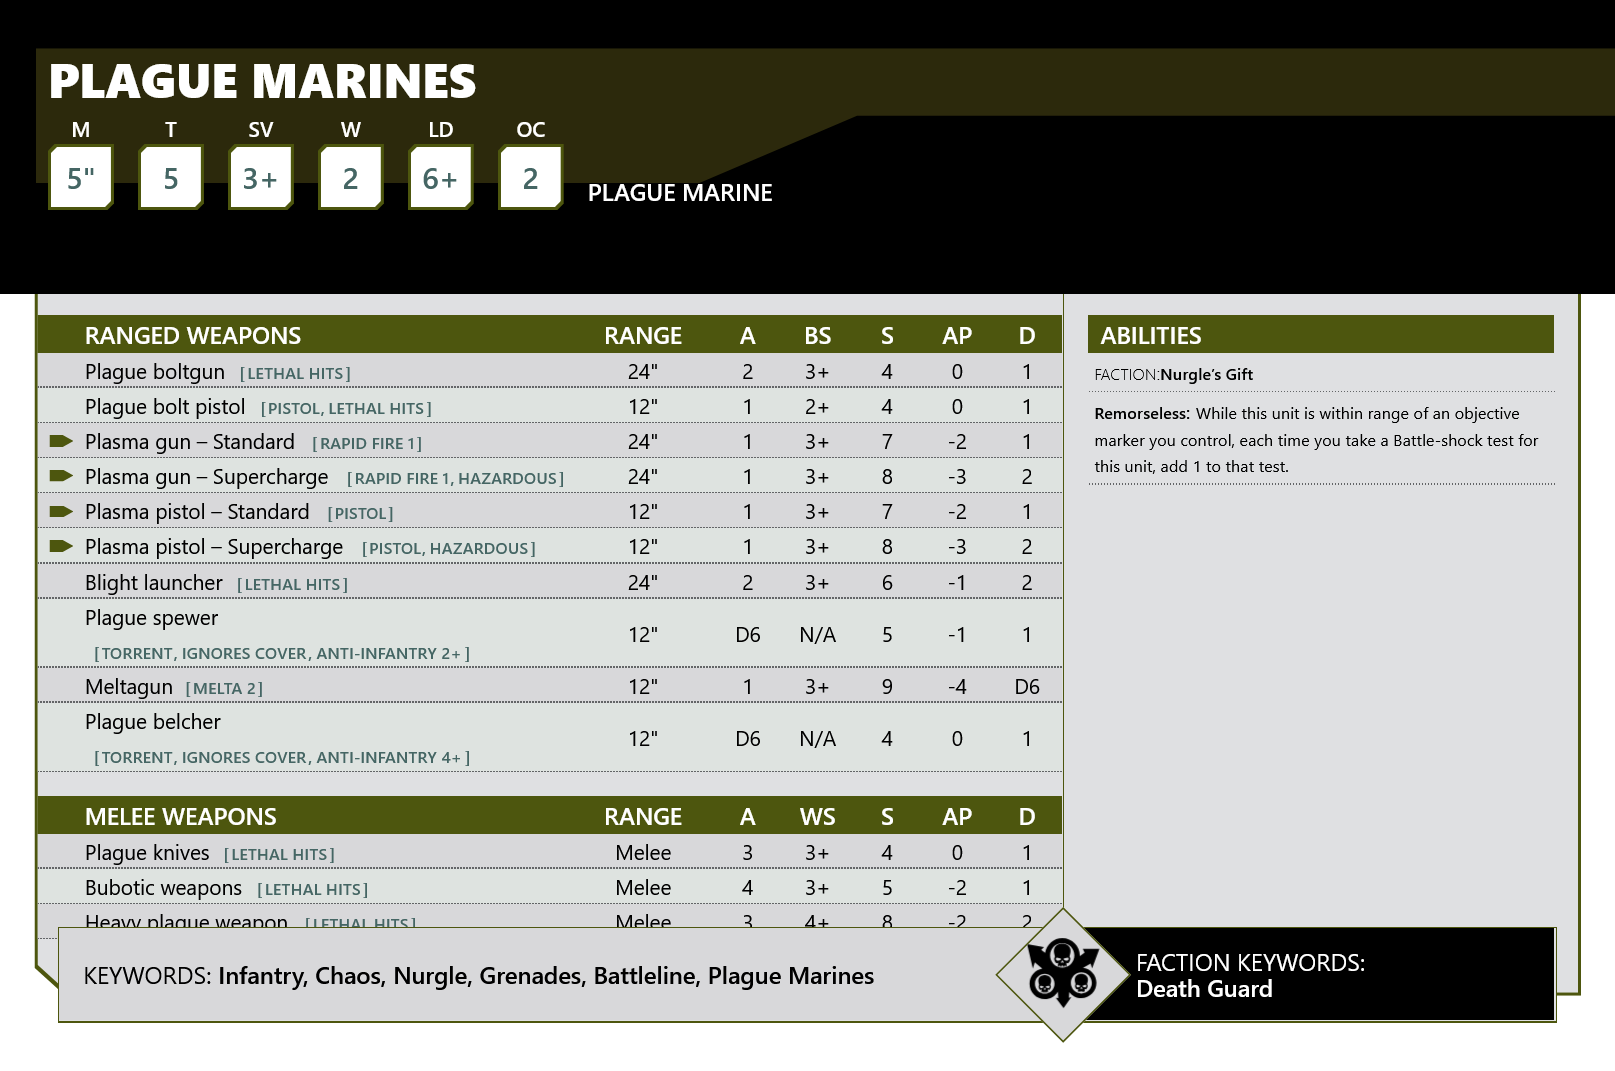 PLAGUE MARINES
M T SV W LD OC
5" 5 3+ 2 6+ 2 PLAGUE MARINE
RANGED WEAPONS RANGE A BS S AP D
Plague boltgun [LETHAL HITS] 24" 2 3+ 4 0 1
Plague bolt pistol [PISTOL, LETHAL HITS] 12" 1 2+ 4 0 1
Plasma gun – Standard [RAPID FIRE 1] 24" 1 3+ 7 -2 1
Plasma gun – Supercharge [RAPID FIRE 1, HAZARDOUS] 24" 1 3+ 8 -3 2
Plasma pistol – Standard [PISTOL] 12" 1 3+ 7 -2 1
Plasma pistol – Supercharge [PISTOL, HAZARDOUS] 12" 1 3+ 8 -3 2
Blight launcher [LETHAL HITS] 24" 2 3+ 6 -1 2
Plague spewer
[TORRENT, IGNORES COVER, ANTI-INFANTRY 2+] 12" D6 N/A 5 -1 1
Meltagun [MELTA 2] 12" 1 3+ 9 -4 D6
Plague belcher
[TORRENT, IGNORES COVER, ANTI-INFANTRY 4+] 12" D6 N/A 4 0 1
MELEE WEAPONS RANGE A WS S AP D
Plague knives [LETHAL HITS] Melee 3 3+ 4 0 1
Bubotic weapons [LETHAL HITS] Melee 4 3+ 5 -2 1
Heavy plague weapon [LETHAL HITS] Melee 3 4+ 8 -2 2
ABILITIES
FACTION:Nurgle's Gift
Remorseless: While this unit is within range of an objective
marker you control, each time you take a Battle-shock test for
this unit, add 1 to that test.
KEYWORDS: Infantry, Chaos, Nurgle, Grenades, Battleline, Plague Marines
FACTION KEYWORDS:
Death Guard